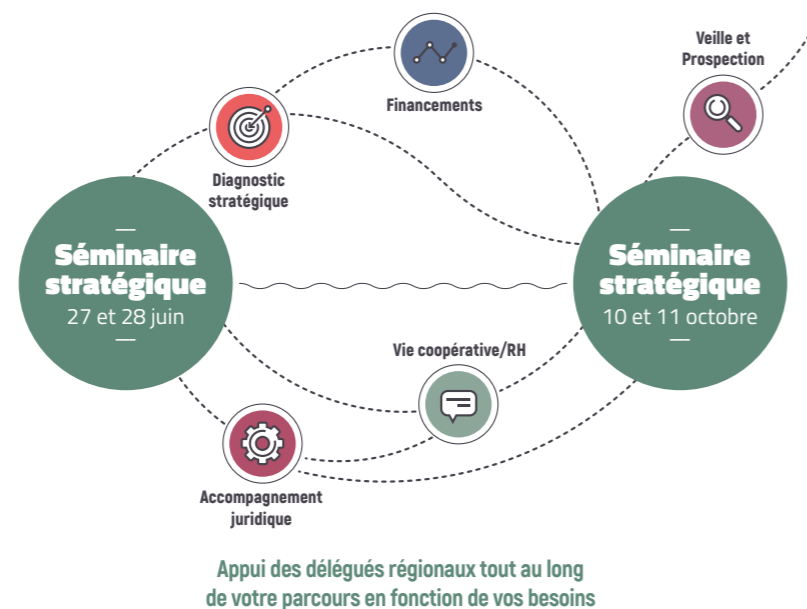 Veille et
Prospection
Financements
Diagnostic
stratégique
Séminaire
stratégique
27 et 28 juin
Séminaire
stratégique
10 et 11 octobre
Vie coopérative/RH
Accompagnement
juridique
Appui des délégués régionaux tout au long
de votre parcours en fonction de vos besoins